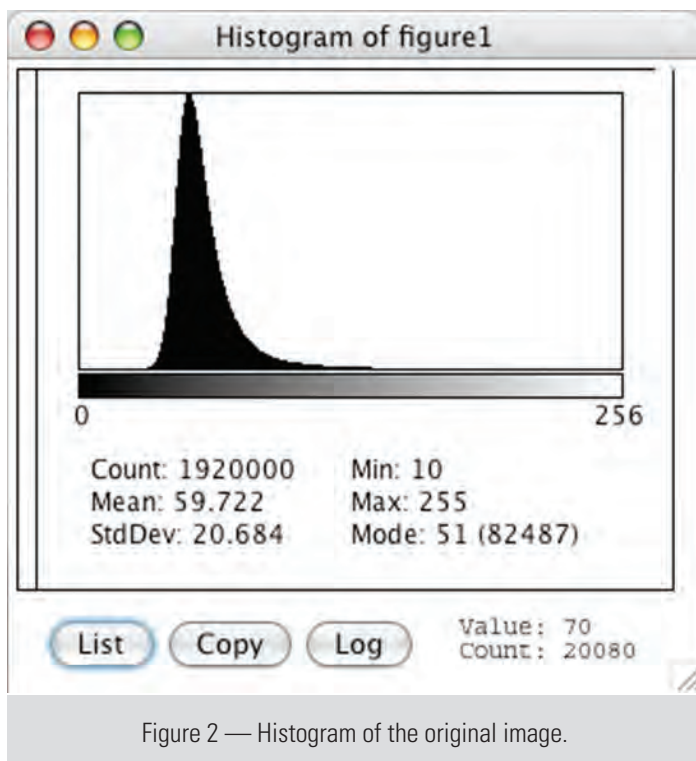 Histogram of figure1
0 256
Count: 1920000 Min: 10
Mean: 59.722 Max: 255
StdDev: 20.684 Mode: 51 (82487)
List Copy Log Value: 70
Count: 20080
Figure 2 — Histogram of the original image.